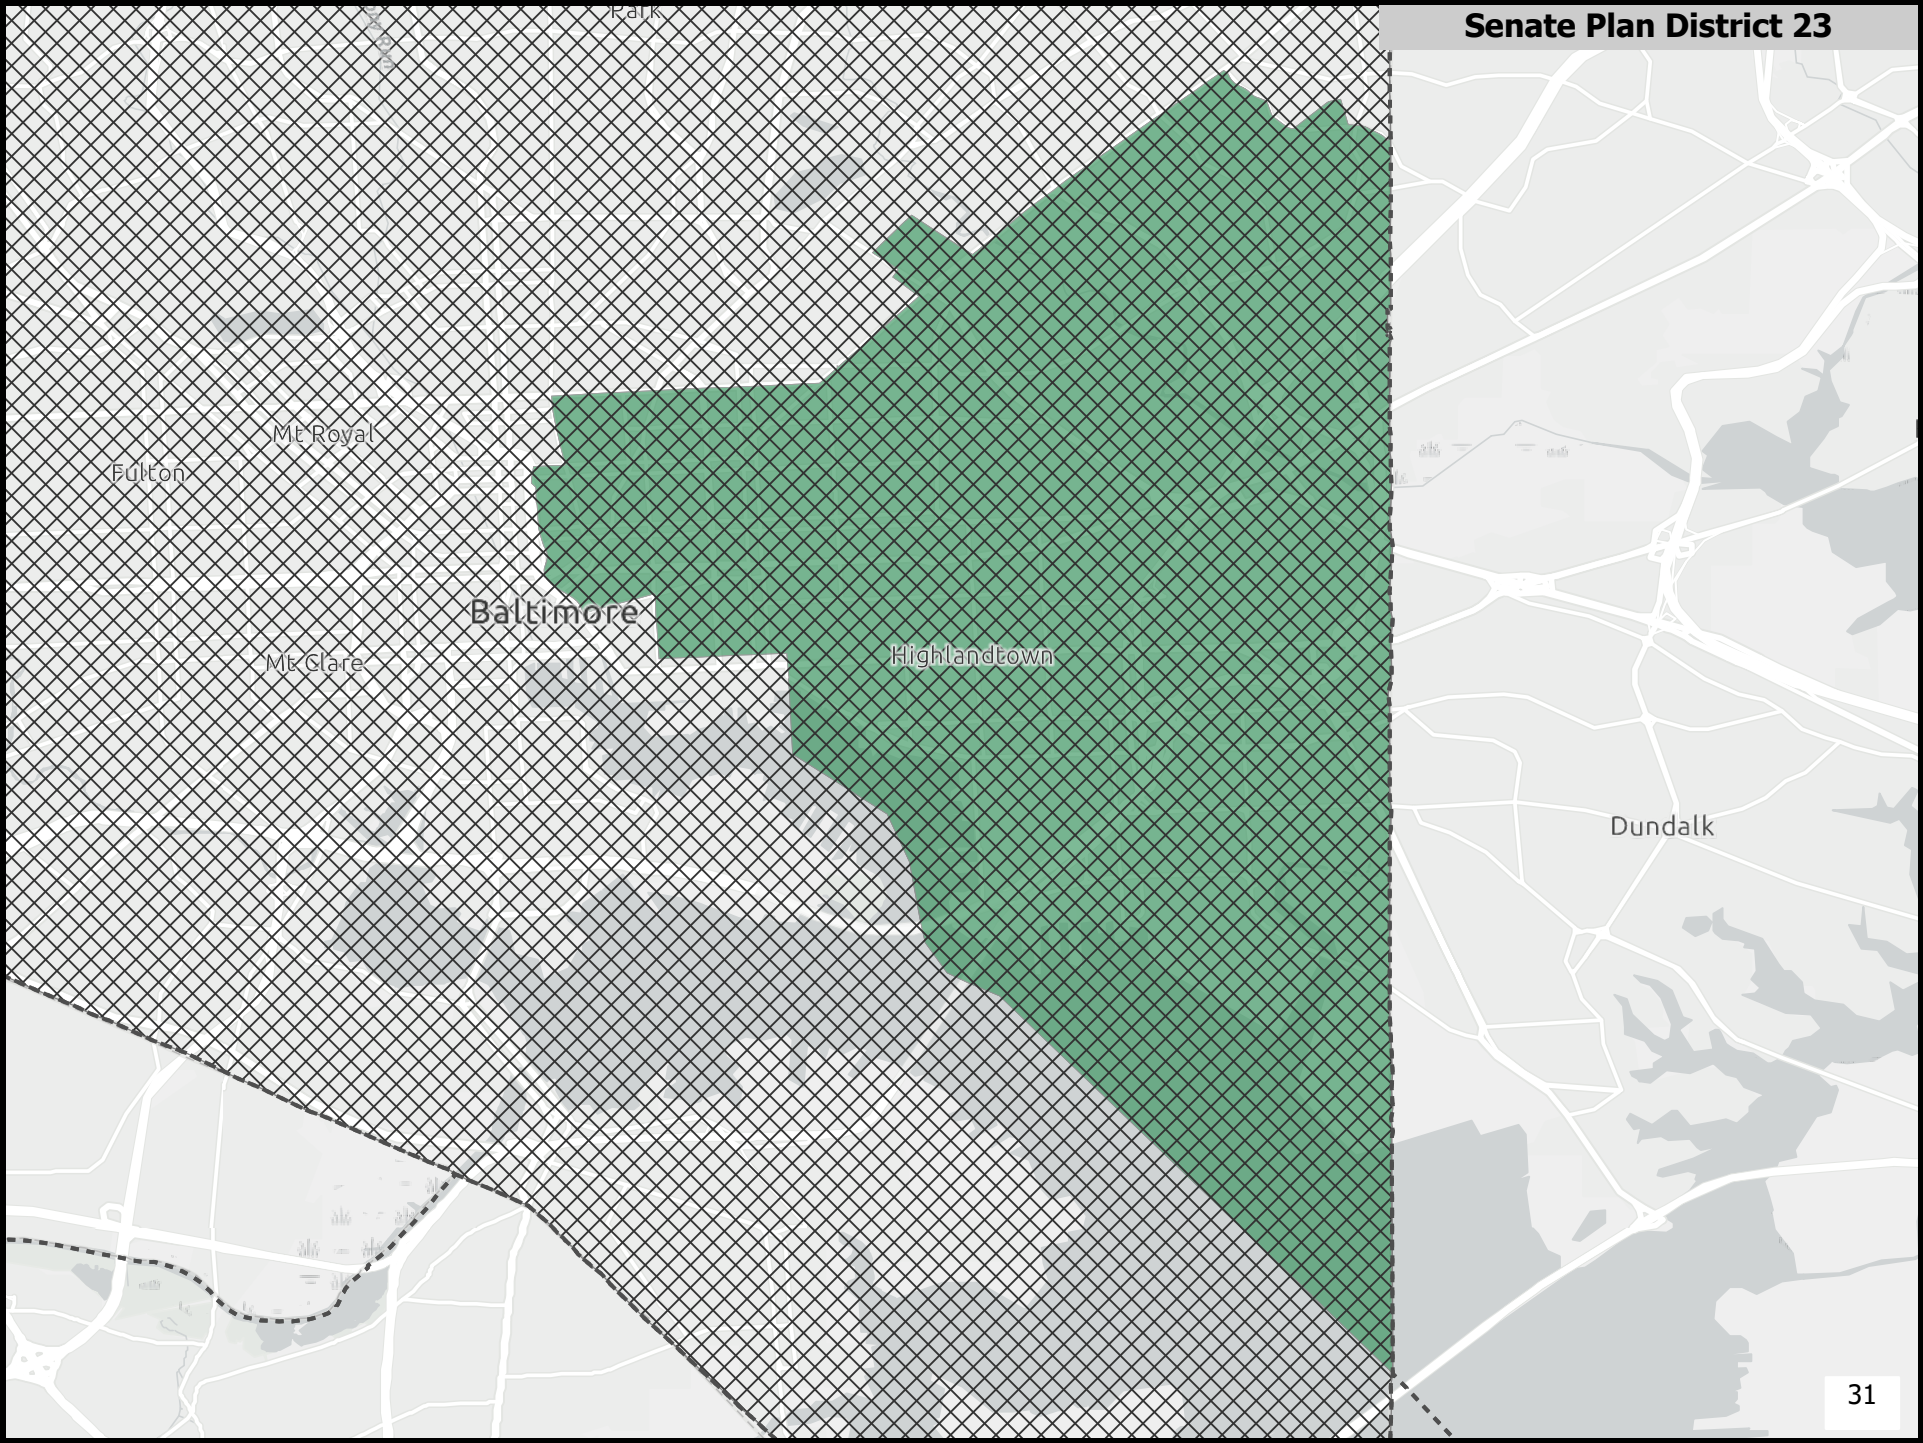 Park
Senate Plan District 23
Mt Royal
Fulton
Baltimore
Mt Clare
Highlandtown
Dundalk
31